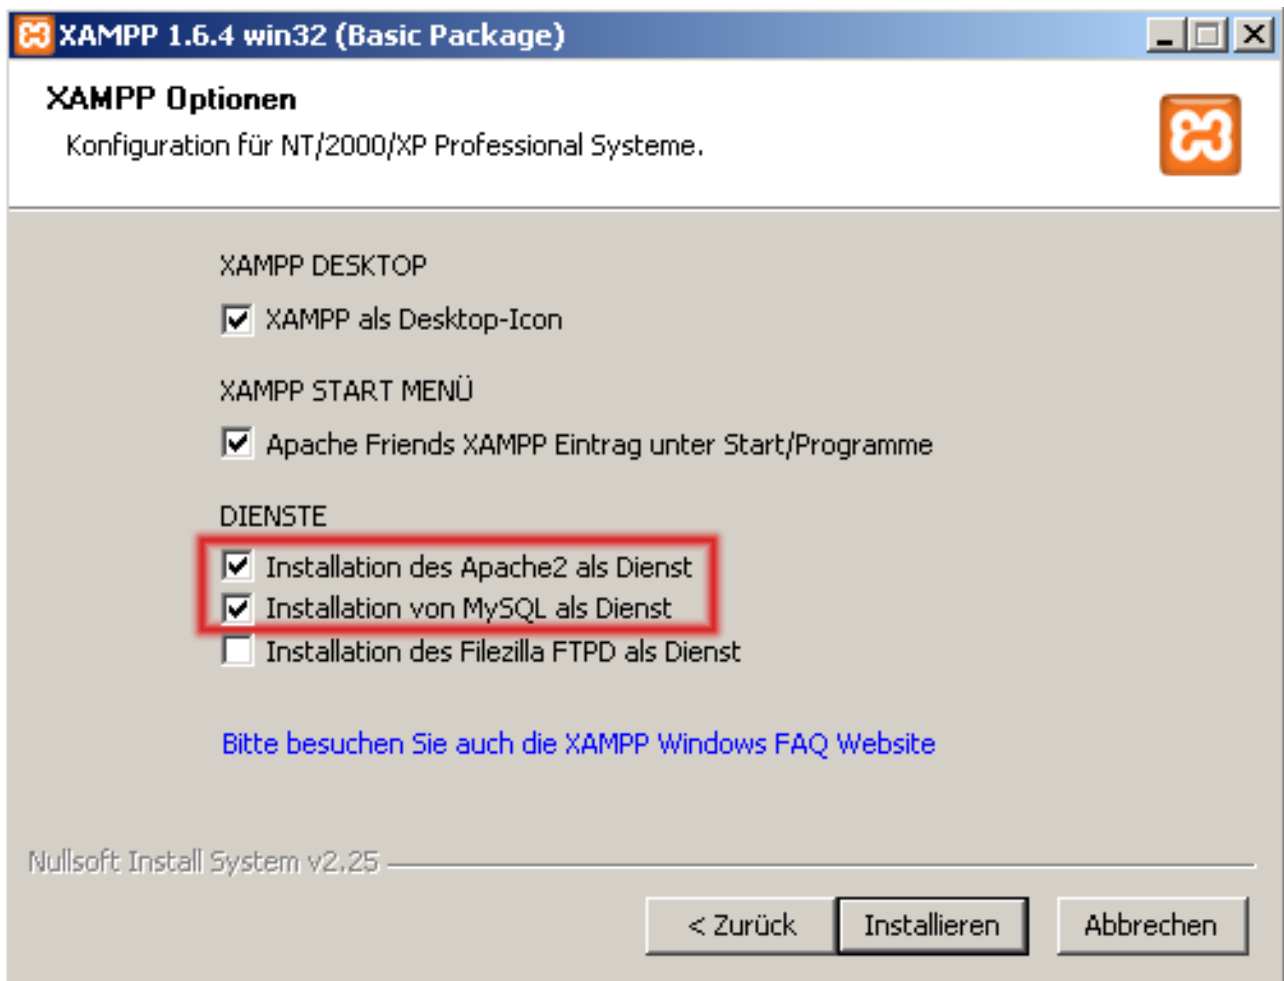 XAMPP 1.6.4 win32 (Basic Package)
XAMPP Optionen
Konfiguration für NT/2000/XP Professional Systeme.
XAMPP DESKTOP
XAMPP als Desktop-Icon
XAMPP START MENÜ
Apache Friends XAMPP Eintrag unter Start/Programme
DIENSTE
Installation des Apache2 als Dienst
Installation von MySQL als Dienst
Installation des Filezilla FTPD als Dienst
Bitte besuchen Sie auch die XAMPP Windows FAQ Website
Nullsoft Install System v2.25
< Zurück Installieren Abbrechen